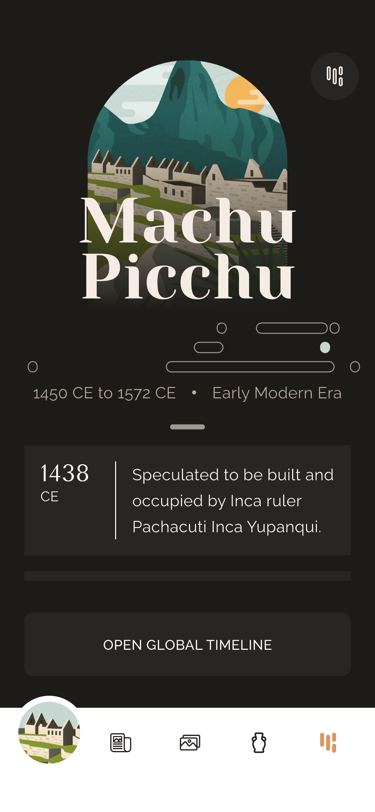 Machu
Picchu
1450 CE to 1572 CE • Early Modern Era
1438
CE
Speculated to be built and
occupied by Inca ruler
Pachacuti Inca Yupanqui.
OPEN GLOBAL TIMELINE